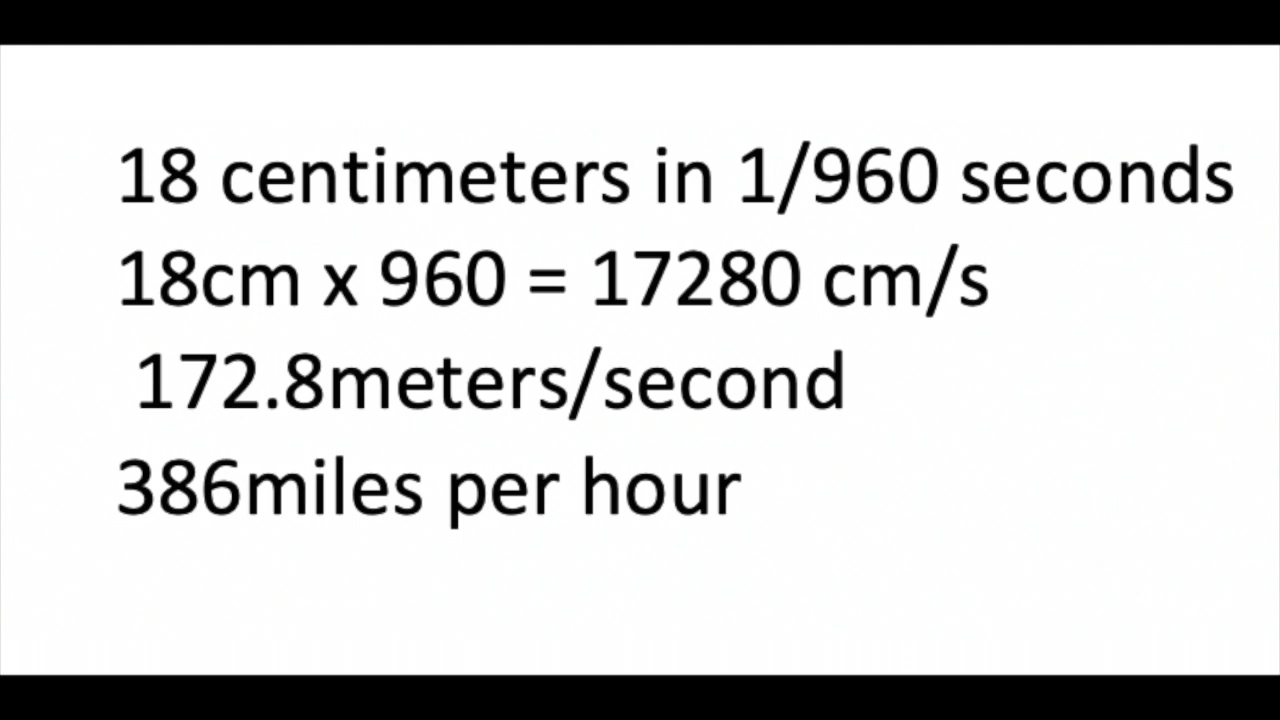 18 centimeters in 1/960 seconds
18cm x 960 = 17280 cm/s
172.8meters/second
386miles per hour